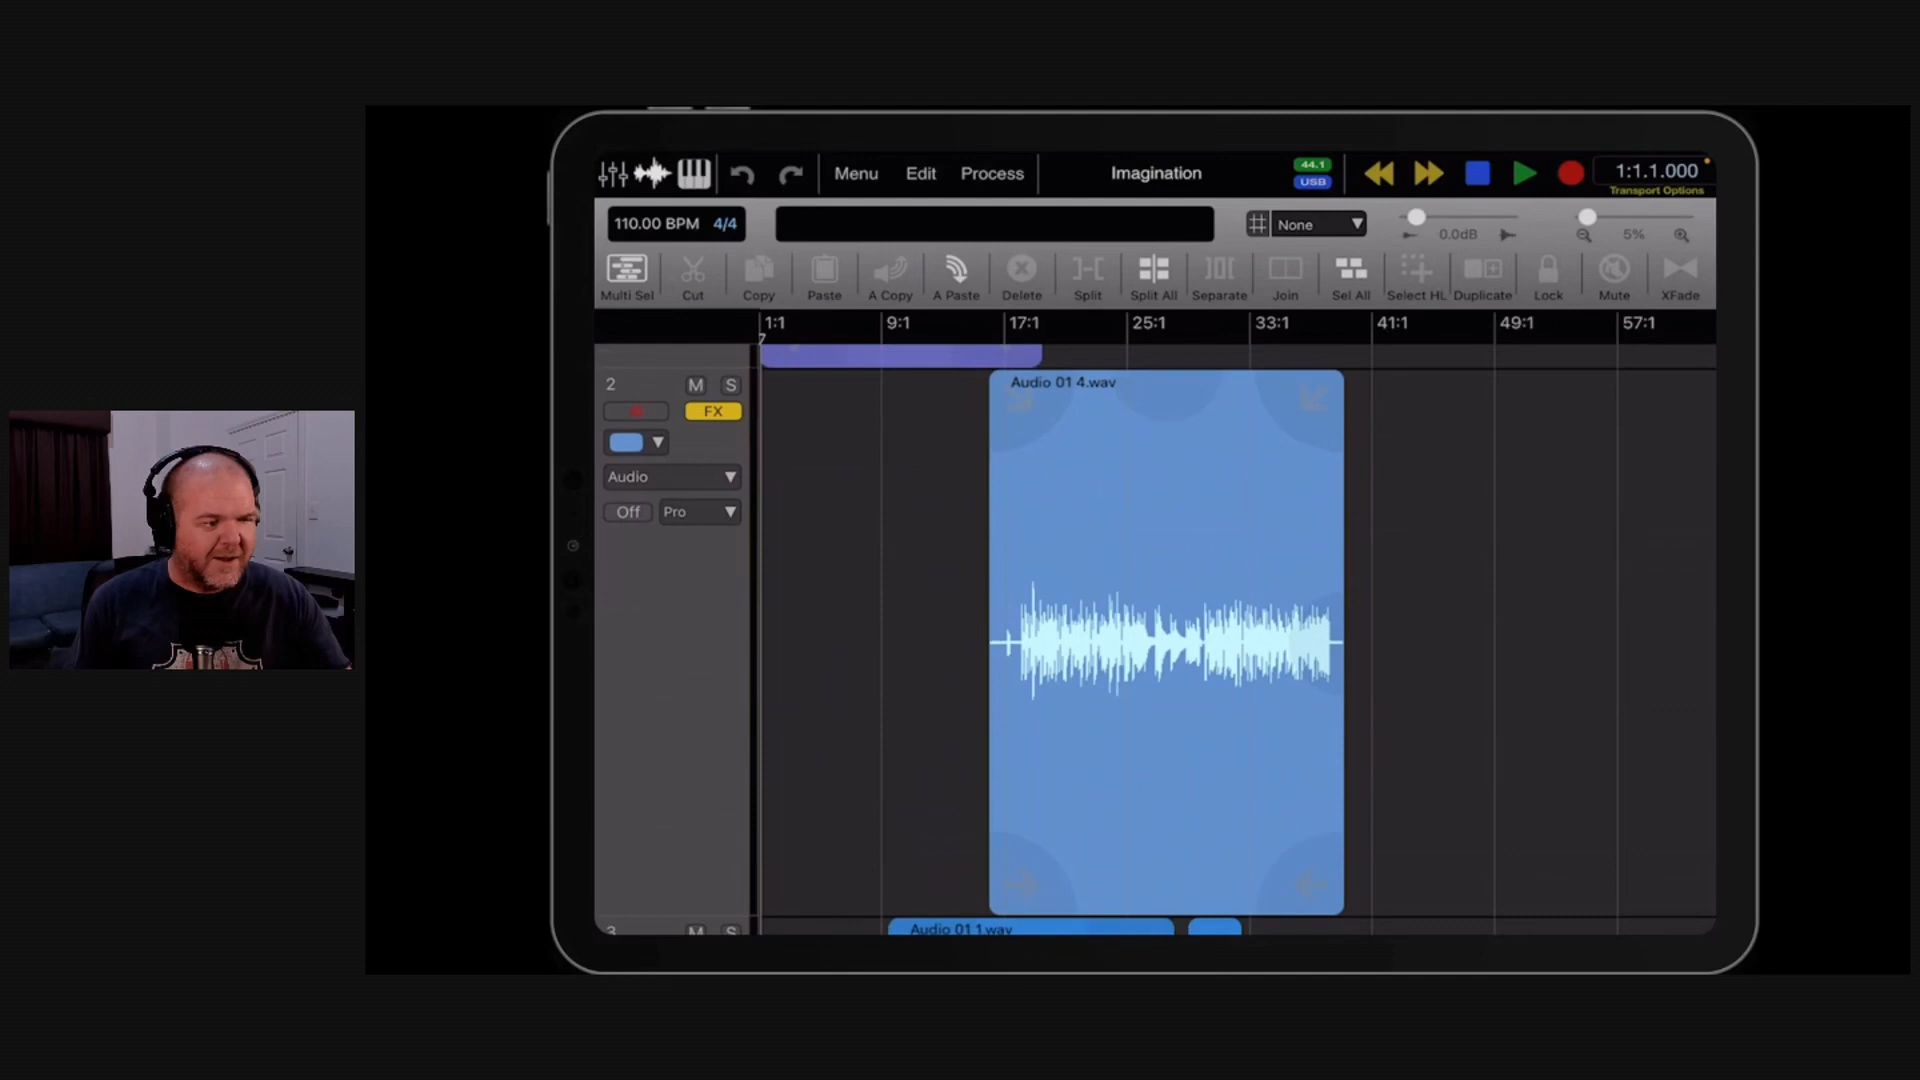 Menu Edit Process Imagination 44.1 USB 1:1.1.000
Transport Options
110.00 BPM 4/4 None 0.0dB 5%
Multi Sel Cut Copy Paste A Copy A Paste Delete Split Split All Separate Join Sel All Select HL Duplicate Lock Mute XFade
1:1 9:1 17:1 25:1 33:1 41:1 49:1 57:1
2 M S Audio 01 4.wav
FX
Audio
Off Pro
3 M S Audio 01 1.wav